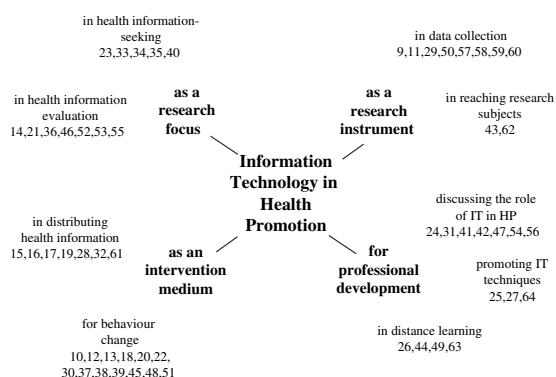 in health information-
seeking
23,33,34,35,40
in data collection
9,11,29,50,57,58,59,60
in health information
evaluation
14,21,36,46,52,53,55
as a
research
focus
as a
research
instrument
in reaching research
subjects
43,62
Information
Technology in
Health
Promotion
in distributing
health information
15,16,17,19,28,32,61
as an
intervention
medium
for
professional
development
discussing the role
of IT in HP
24,31,41,42,47,54,56
promoting IT
techniques
25,27,64
for behaviour
change
10,12,13,18,20,22,
30,37,38,39,45,48,51
in distance learning
26,44,49,63